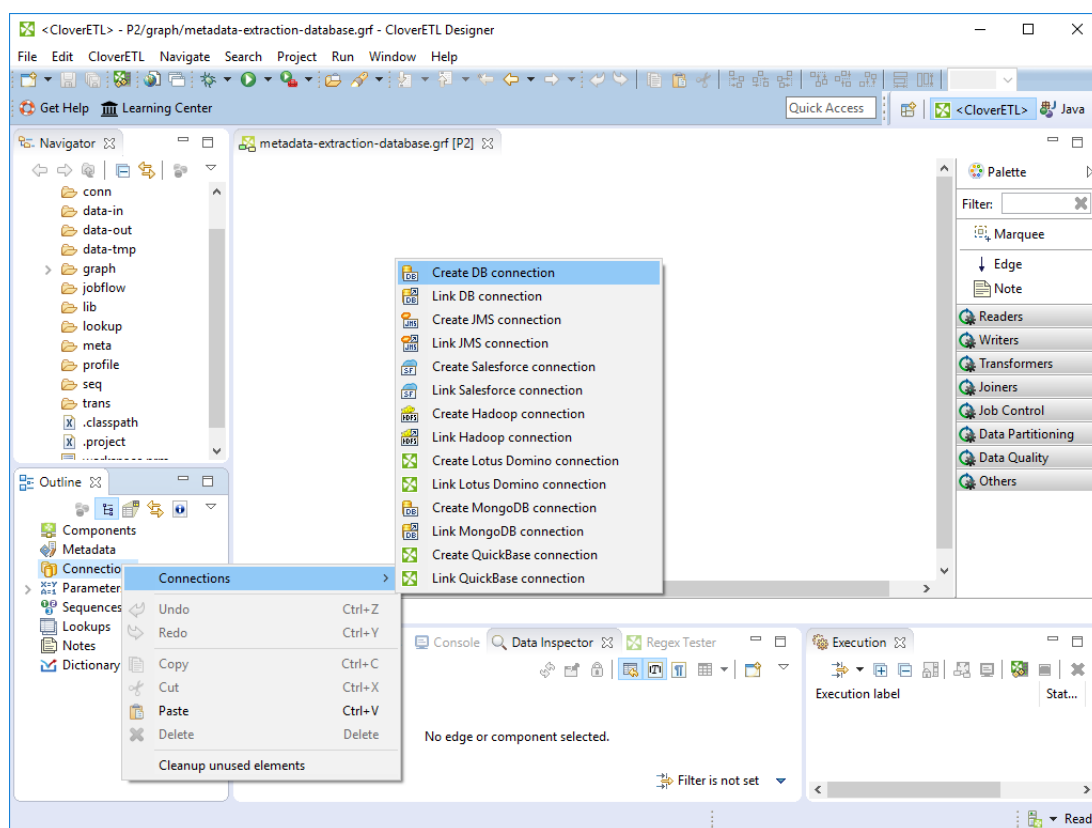 <CloverETL> - P2/graph/metadata-extraction-database.grf - CloverETL Designer
File Edit CloverETL Navigate Search Project Run Window Help
Get Help Learning Center Quick Access <CloverETL> Java
Navigator
conn
data-in
data-out
data-tmp
graph
jobflow
lib
lookup
meta
profile
seq
trans
.classpath
.project
metadata-extraction-database.grf [P2]
Create DB connection
Link DB connection
Create JMS connection
Link JMS connection
Create Salesforce connection
Link Salesforce connection
Create Hadoop connection
Link Hadoop connection
Create Lotus Domino connection
Link Lotus Domino connection
Create MongoDB connection
Link MongoDB connection
Create QuickBase connection
Link QuickBase connection
Palette
Filter:
Marquee
Edge
Note
Readers
Writers
Transformers
Joiners
Job Control
Data Partitioning
Data Quality
Others
Outline
Components
Metadata
Connectio
Parameter
Sequences
Lookups
Notes
Dictionary
Connections
Undo Ctrl+Z
Redo Ctrl+Y
Copy Ctrl+C
Cut Ctrl+X
Paste Ctrl+V
Delete Delete
Cleanup unused elements
Console Data Inspector Regex Tester
No edge or component selected.
Filter is not set
Execution
Execution label Stat...
Read